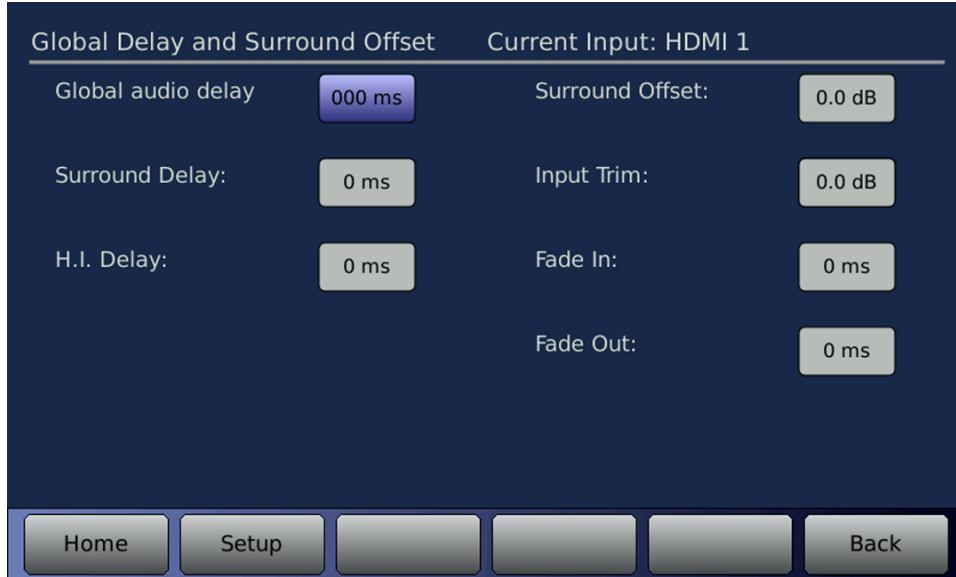 Global Delay and Surround Offset Current Input: HDMI 1
Global audio delay 000 ms Surround Offset: 0.0 dB
Surround Delay: 0 ms Input Trim: 0.0 dB
H.I. Delay: 0 ms Fade In: 0 ms
Fade Out: 0 ms
Home Setup Back